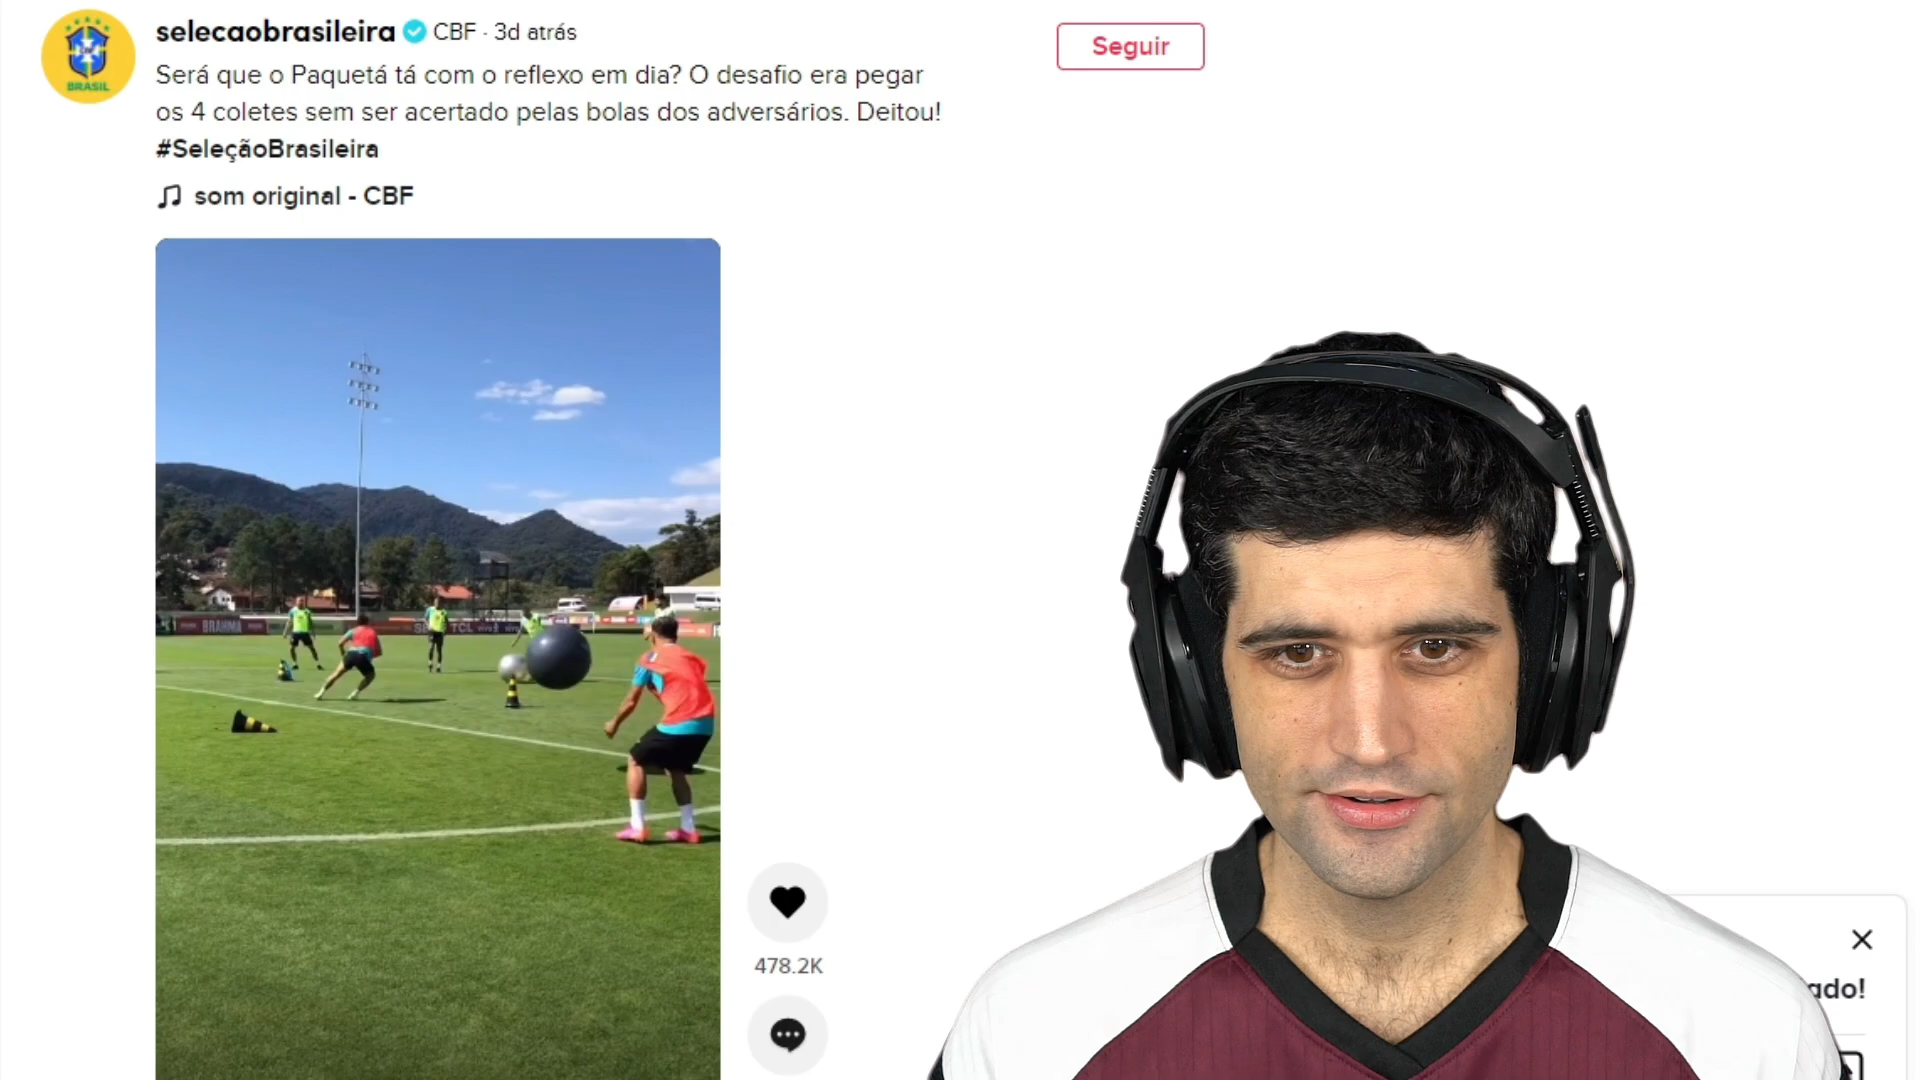 selecaobrasileira CBF · 3d atrás
Seguir
Será que o Paquetá tá com o reflexo em dia? O desafio era pegar
os 4 coletes sem ser acertado pelas bolas dos adversários. Deitou!
#SeleçãoBrasileira
som original - CBF
BRASIL
BRAHMA
TCL
478.2K
ado!